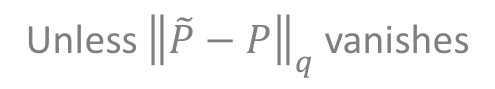 Unless ‖P̃ − P‖_q vanishes